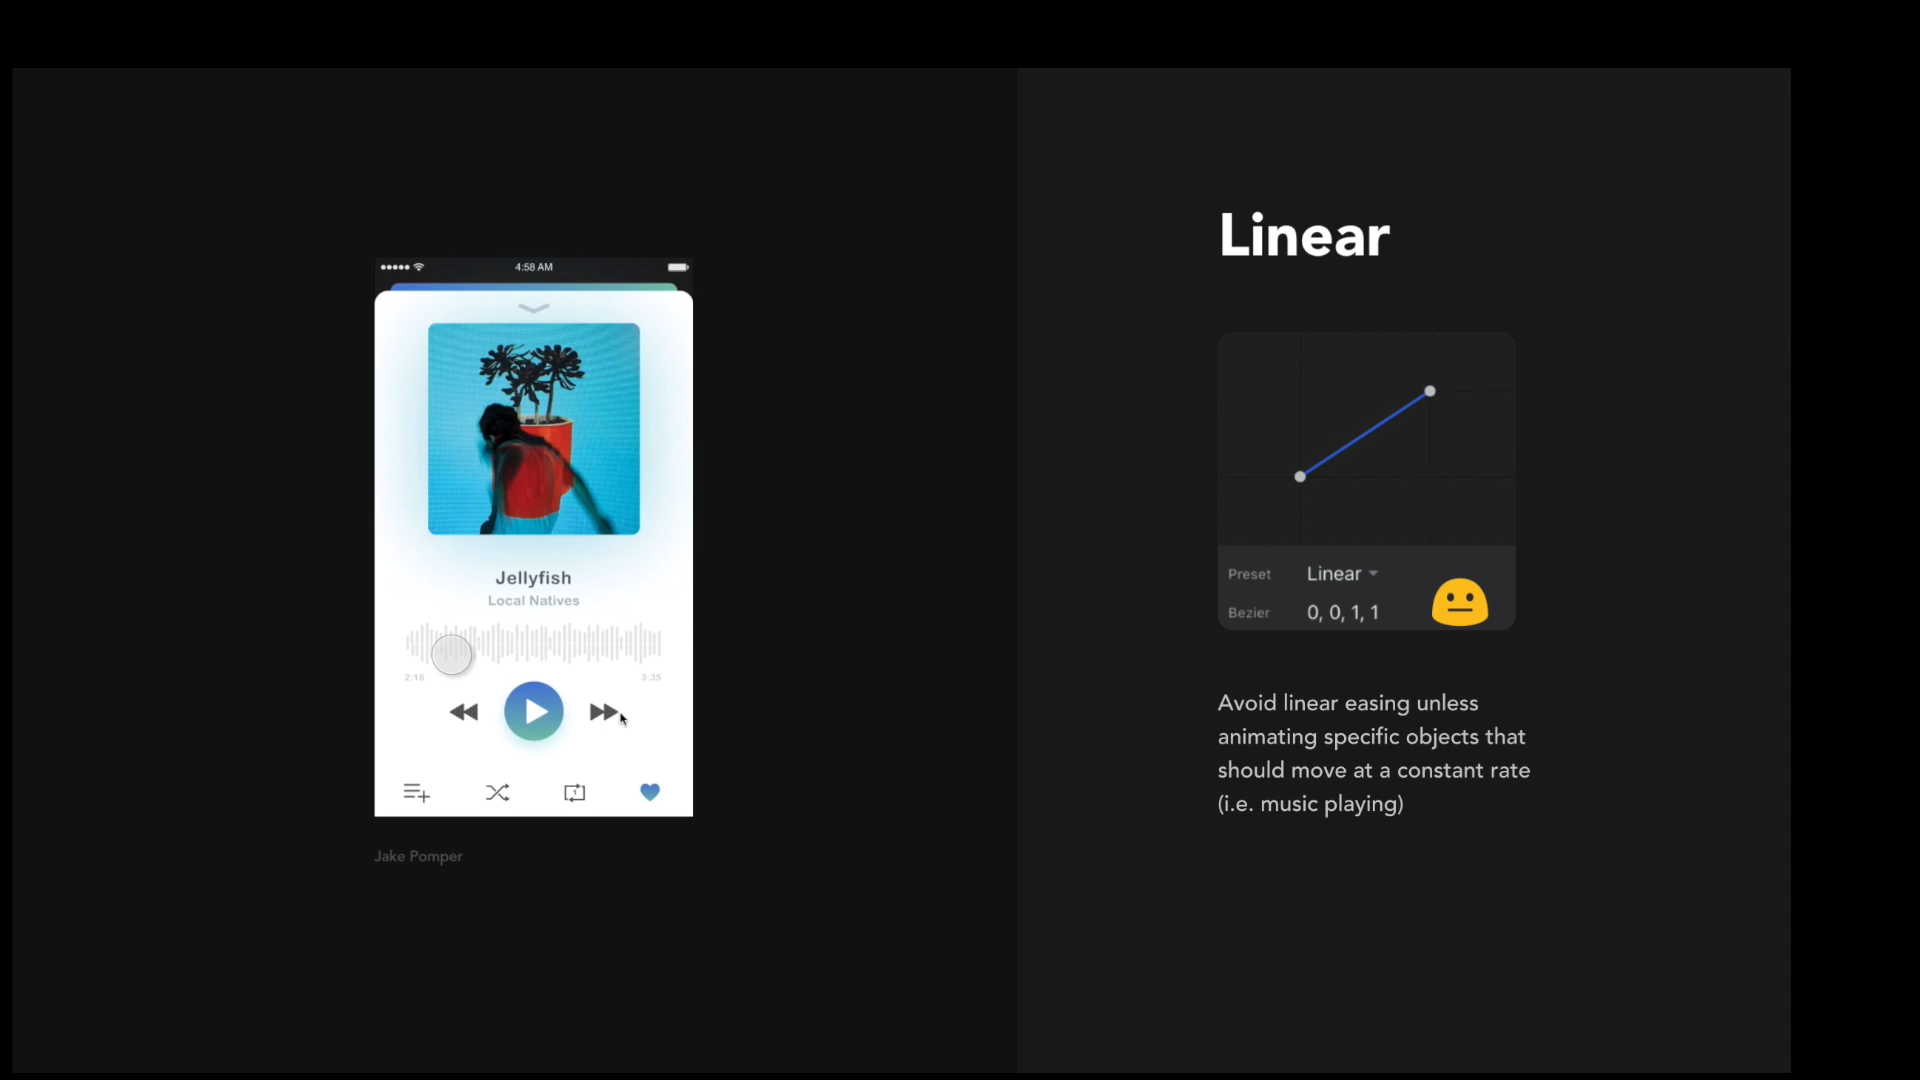 4:58 AM
Jellyfish
Local Natives
2:16
3:35
1
Jake Pomper
Linear
Preset
Linear
Bezier
0, 0, 1, 1
Avoid linear easing unless
animating specific objects that
should move at a constant rate
(i.e. music playing)